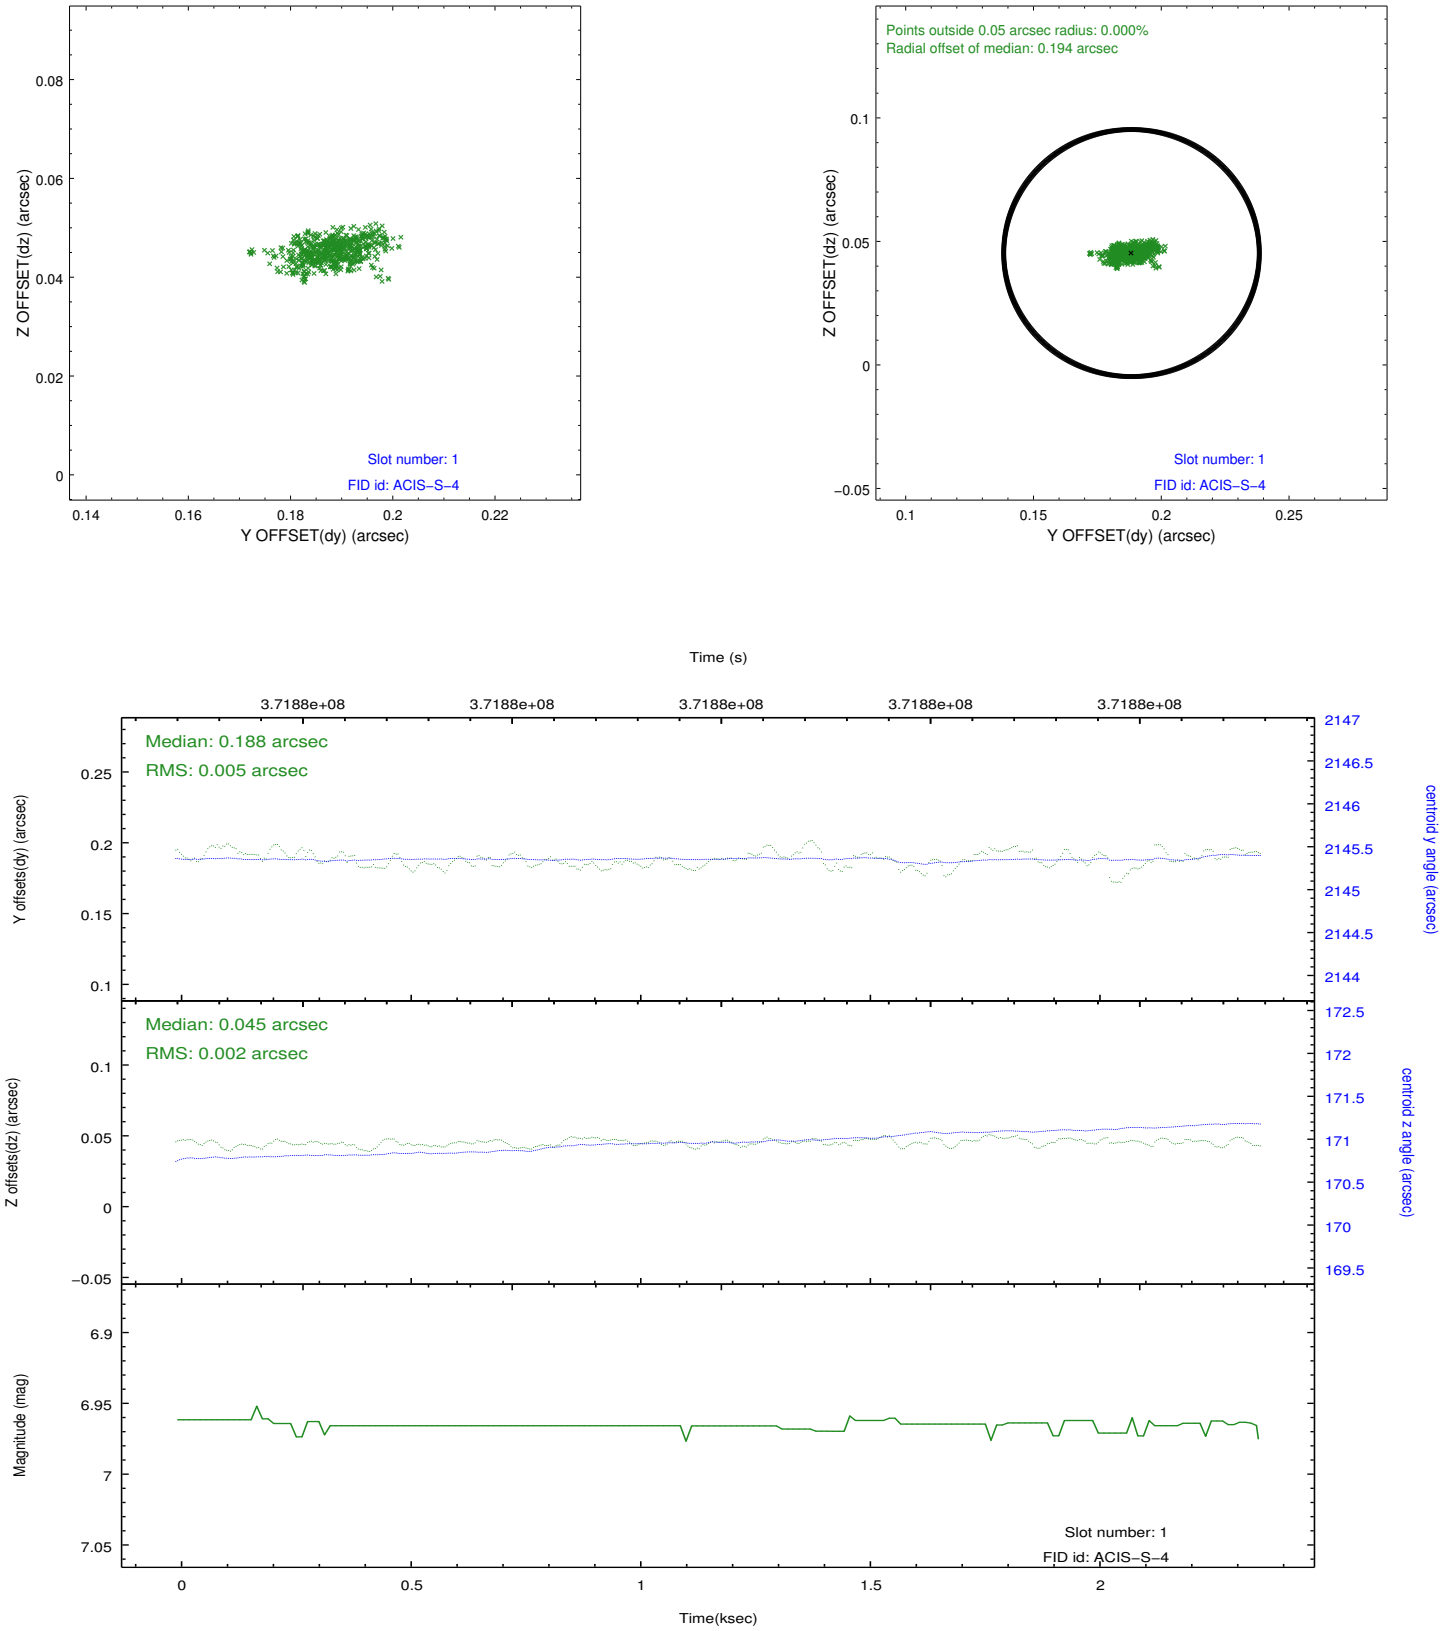 0.08
0.06
0.04
0.02
0
Z OFFSET(dz) (arcsec)
Slot number: 1
FID id: ACIS−S−4
0.14 0.16 0.18 0.2 0.22
Y OFFSET(dy) (arcsec)
Points outside 0.05 arcsec radius: 0.000%
Radial offset of median: 0.194 arcsec
0.1
0.05
0
−0.05
Z OFFSET(dz) (arcsec)
Slot number: 1
FID id: ACIS−S−4
0.1 0.15 0.2 0.25
Y OFFSET(dy) (arcsec)
Time (s)
3.7188e+08 3.7188e+08 3.7188e+08 3.7188e+08 3.7188e+08
Median: 0.188 arcsec
RMS: 0.005 arcsec
0.25
0.2
0.15
0.1
Y offsets(dy) (arcsec)
2147
2146.5
2146
2145.5
2145
2144.5
2144
centroid y angle (arcsec)
Median: 0.045 arcsec
RMS: 0.002 arcsec
0.1
0.05
0
−0.05
Z offsets(dz) (arcsec)
172.5
172
171.5
171
170.5
170
169.5
centroid z angle (arcsec)
6.9
6.95
7
7.05
Magnitude (mag)
Slot number: 1
FID id: ACIS−S−4
0 0.5 1 1.5 2
Time(ksec)